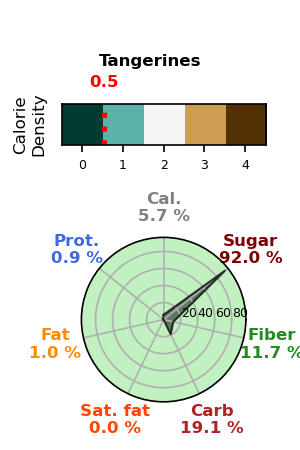 Tangerines
0.5
Calorie
Density
0 1 2 3 4
Cal.
5.7 %
Prot.
0.9 %
Sugar
92.0 %
20 40 60 80
Fat
1.0 %
Fiber
11.7 %
Sat. fat
0.0 %
Carb
19.1 %